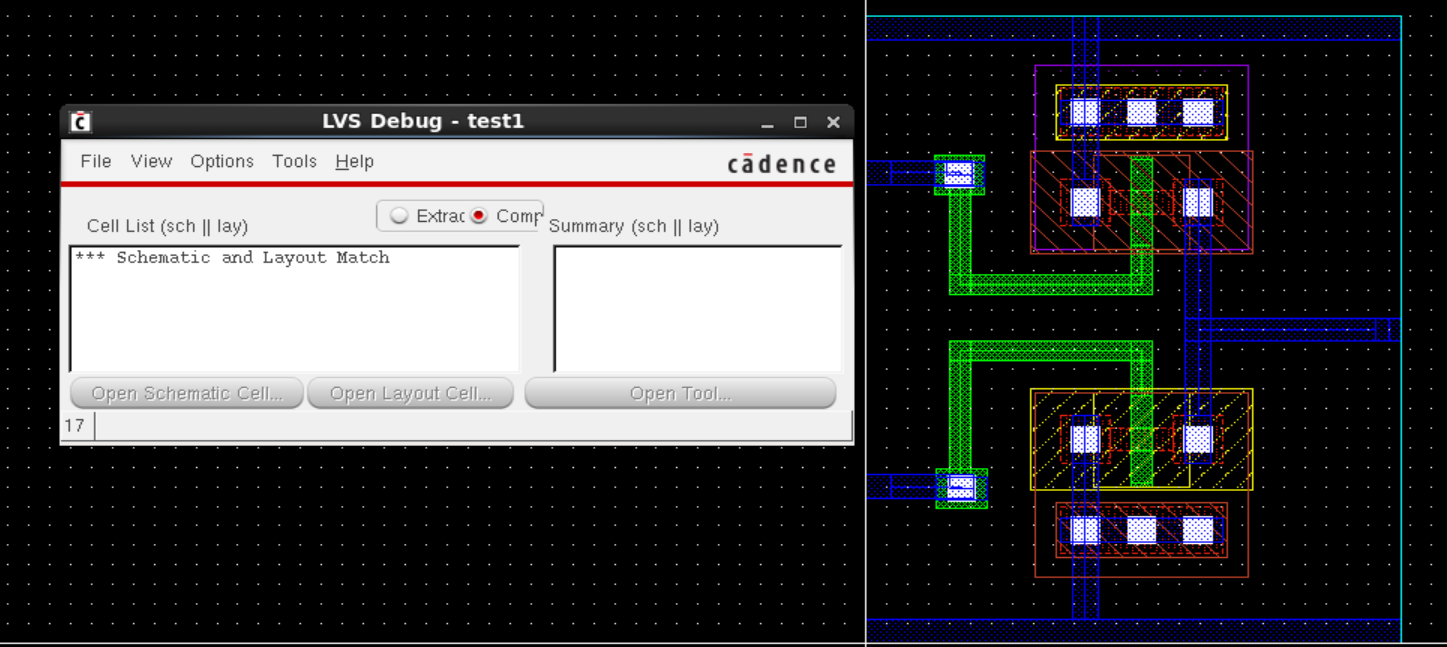 LVS Debug - test1
File View Options Tools Help
cādence
Extrac Comp
Cell List (sch || lay)
Summary (sch || lay)
*** Schematic and Layout Match
Open Schematic Cell... Open Layout Cell... Open Tool...
17